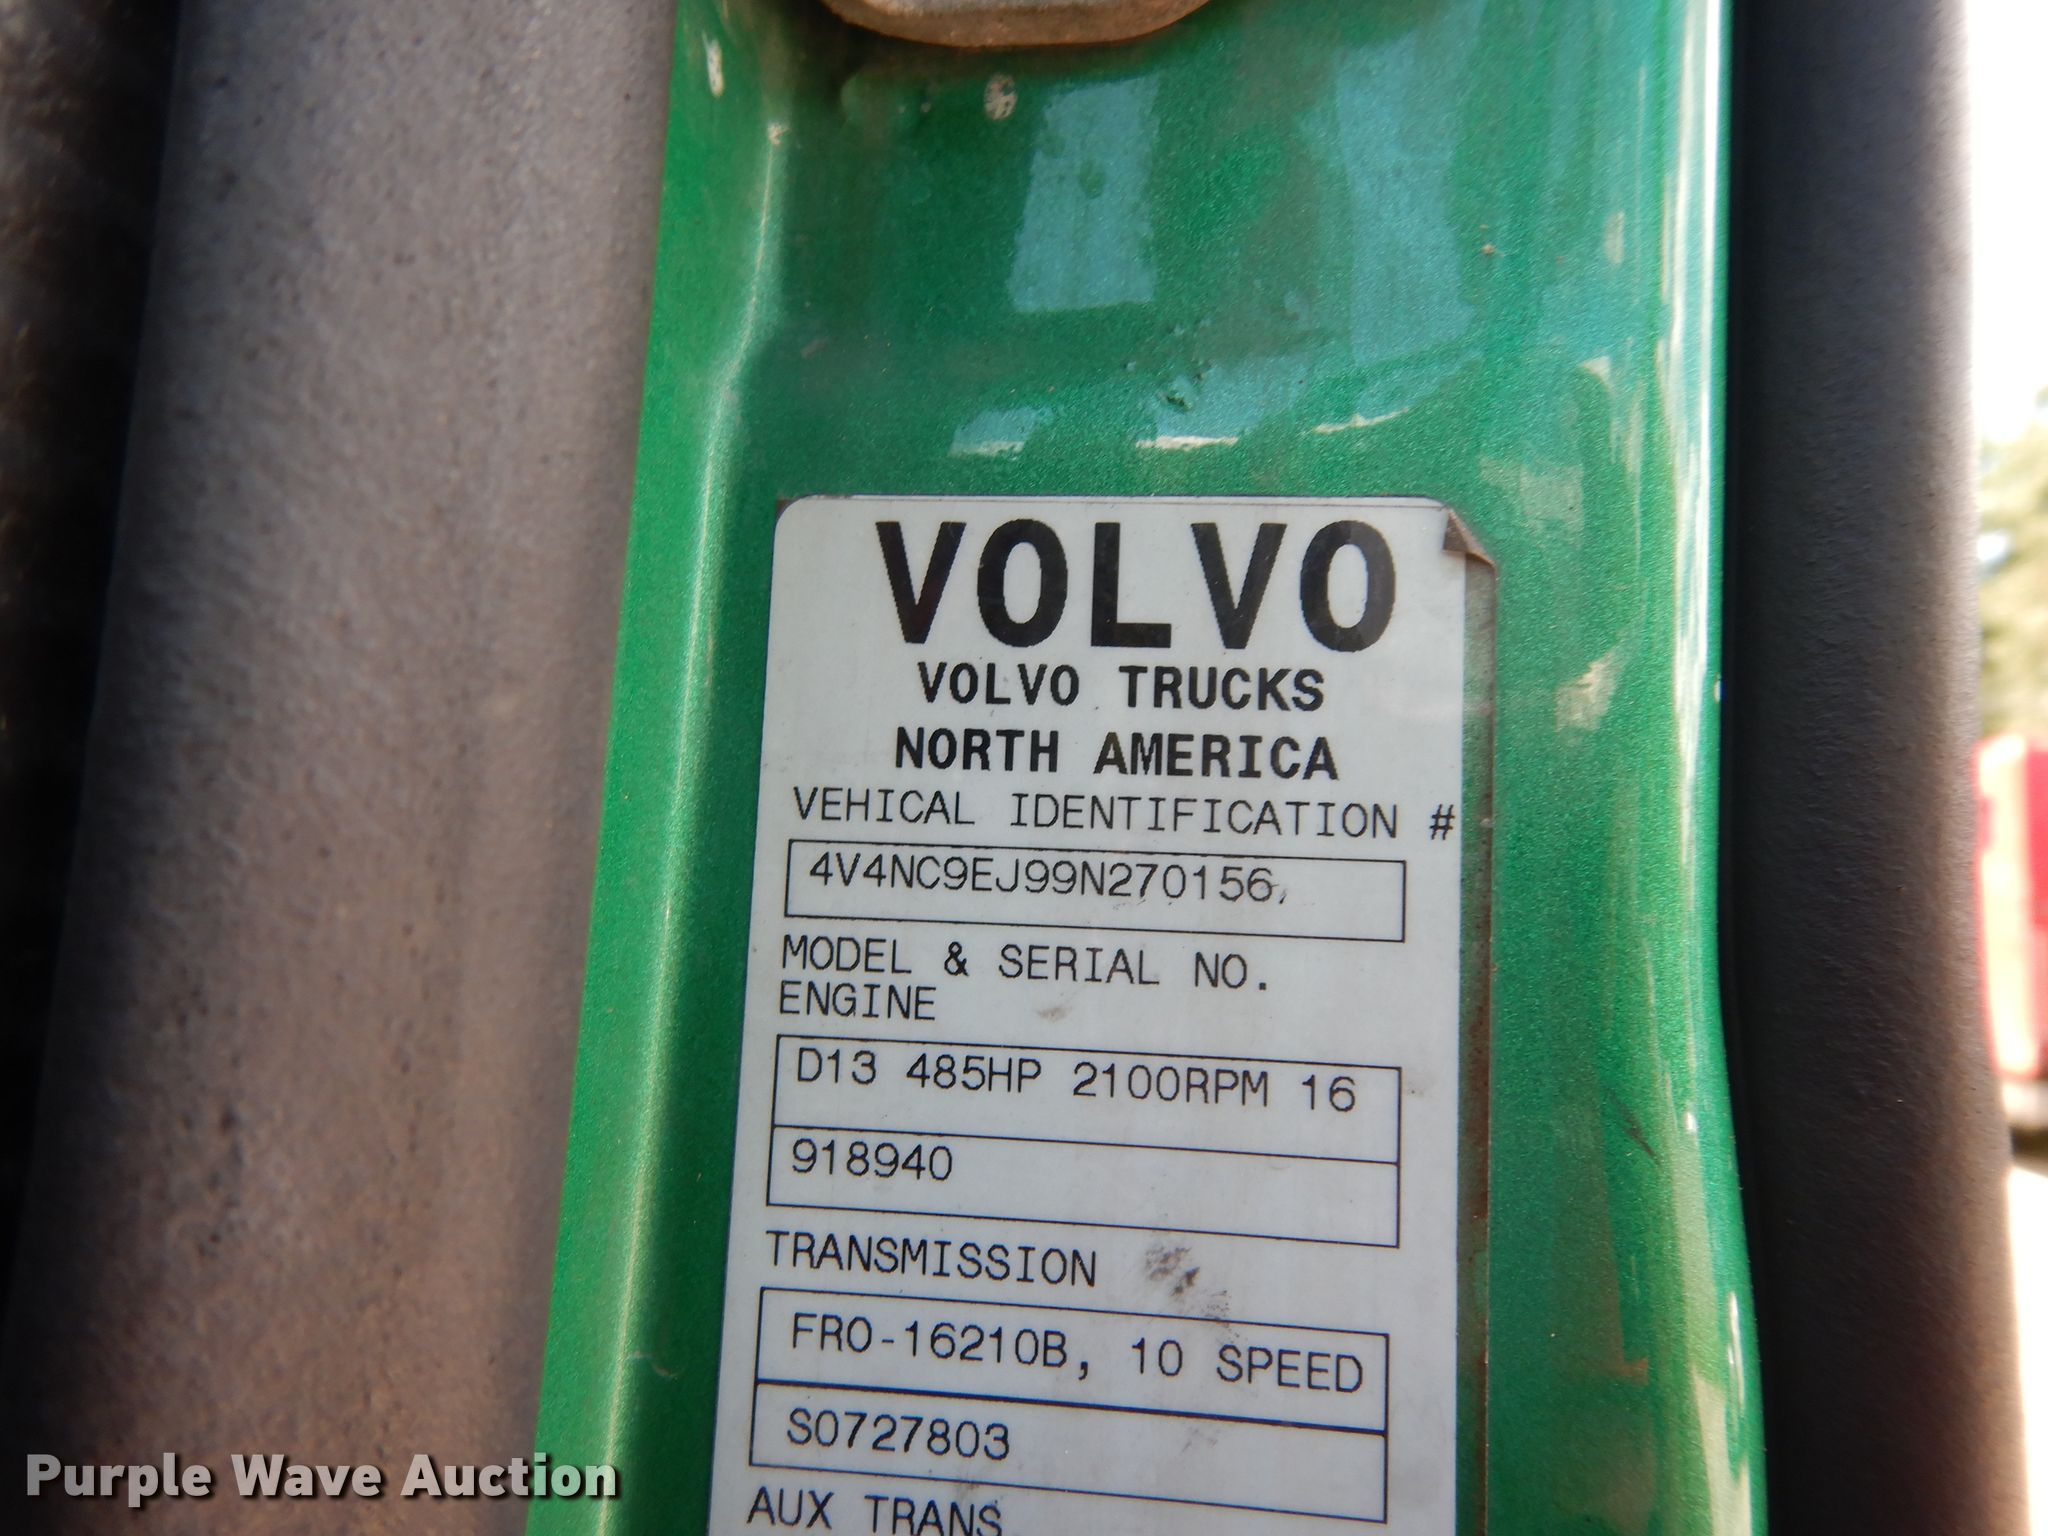 VOLVO
VOLVO TRUCKS
NORTH AMERICA
VEHICAL IDENTIFICATION #
4V4NC9EJ99N270156
MODEL & SERIAL NO.
ENGINE
D13 485HP 2100RPM 16
918940
TRANSMISSION
FRO-16210B, 10 SPEED
S0727803
AUX TRANS
Purple Wave Auction